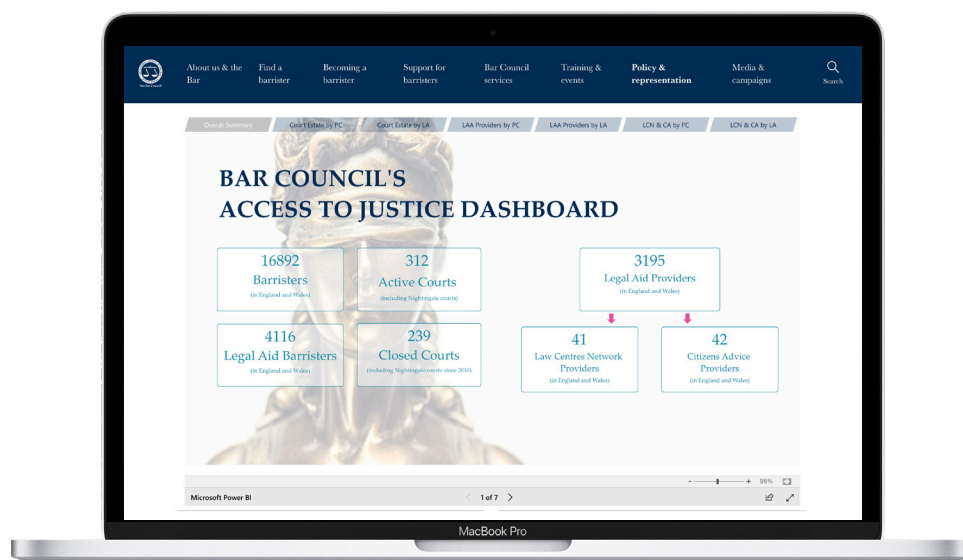 About us & the
Bar
Find a
barrister
Becoming a
barrister
Support for
barristers
Bar Council
services
Training &
events
Policy &
representation
Media &
campaigns
Search
The Bar Council
Overall Summary
Court Estate by PC
Court Estate by LA
LAA Providers by PC
LAA Providers by LA
LCN & CA by PC
LCN & CA by LA
BAR COUNCIL'S
ACCESS TO JUSTICE DASHBOARD
16892
Barristers
(in England and Wales)
312
Active Courts
(including Nightingale courts)
3195
Legal Aid Providers
(in England and Wales)
4116
Legal Aid Barristers
(in England and Wales)
239
Closed Courts
(including Nightingale courts since 2010)
41
Law Centres Network
Providers
(in England and Wales)
42
Citizens Advice
Providers
(in England and Wales)
- + 95%
Microsoft Power BI
< 1 of 7 >
MacBook Pro